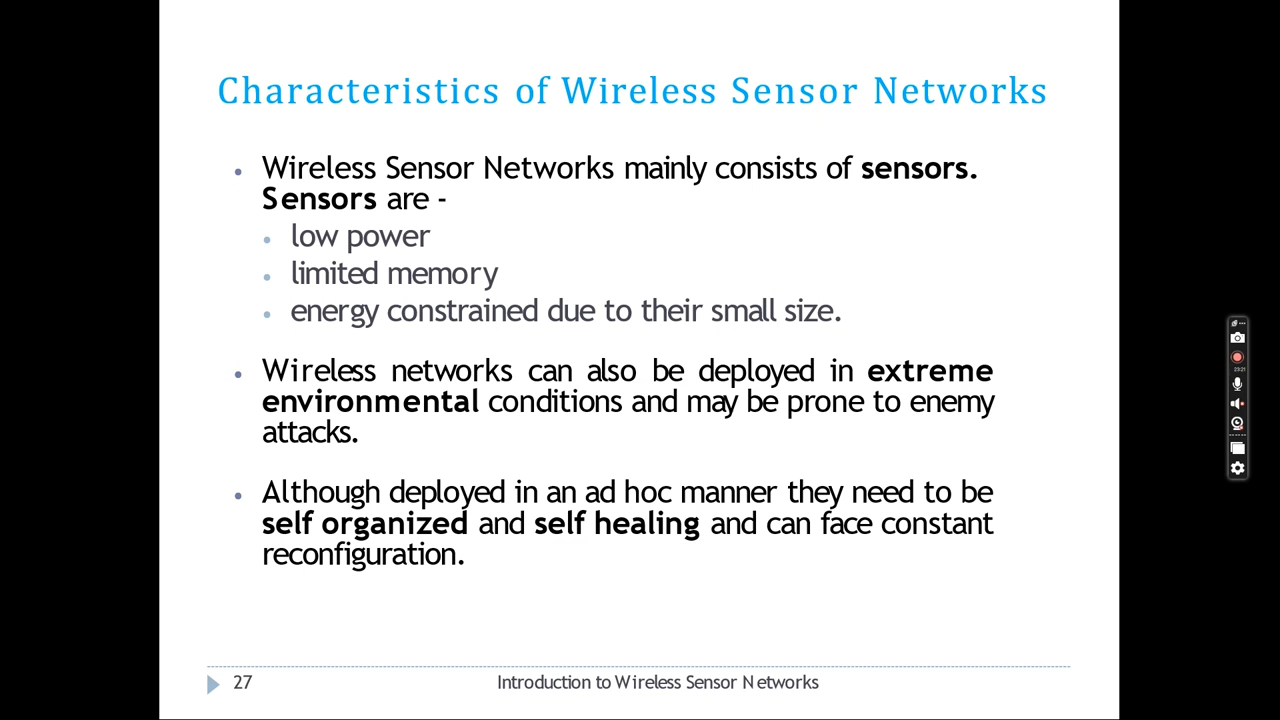 Characteristics of Wireless Sensor Networks
• Wireless Sensor Networks mainly consists of sensors.
Sensors are -
• low power
• limited memory
• energy constrained due to their small size.
• Wireless networks can also be deployed in extreme
environmental conditions and may be prone to enemy
attacks.
• Although deployed in an ad hoc manner they need to be
self organized and self healing and can face constant
reconfiguration.
27
Introduction to Wireless Sensor Networks